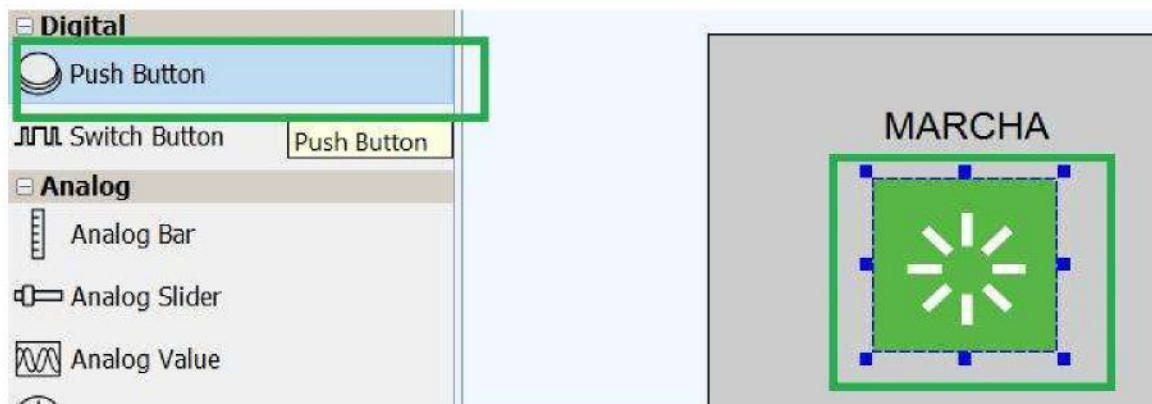 Digital
Push Button
Switch Button
Push Button
Analog
Analog Bar
Analog Slider
Analog Value
MARCHA